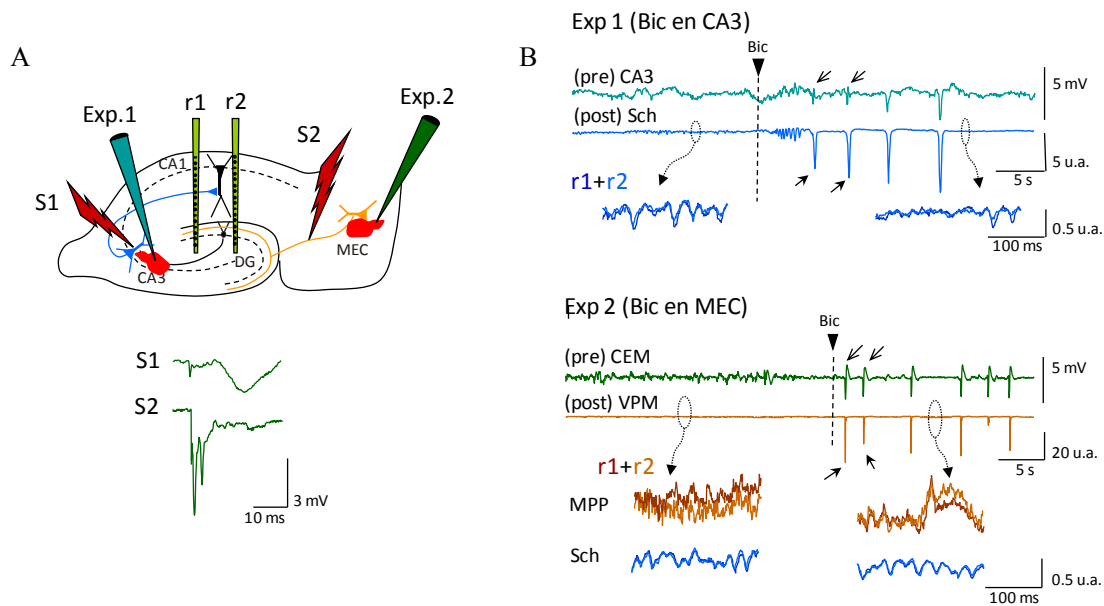 A
r1 r2
Exp.1
Exp.2
S1
S2
CA1
CA3
DG
MEC
S1
S2
3 mV
10 ms
B
Exp 1 (Bic en CA3)
Bic
(pre) CA3
5 mV
(post) Sch
5 u.a.
5 s
r1+r2
0.5 u.a.
100 ms
Exp 2 (Bic en MEC)
Bic
(pre) CEM
5 mV
(post) VPM
20 u.a.
5 s
r1+r2
MPP
Sch
0.5 u.a.
100 ms